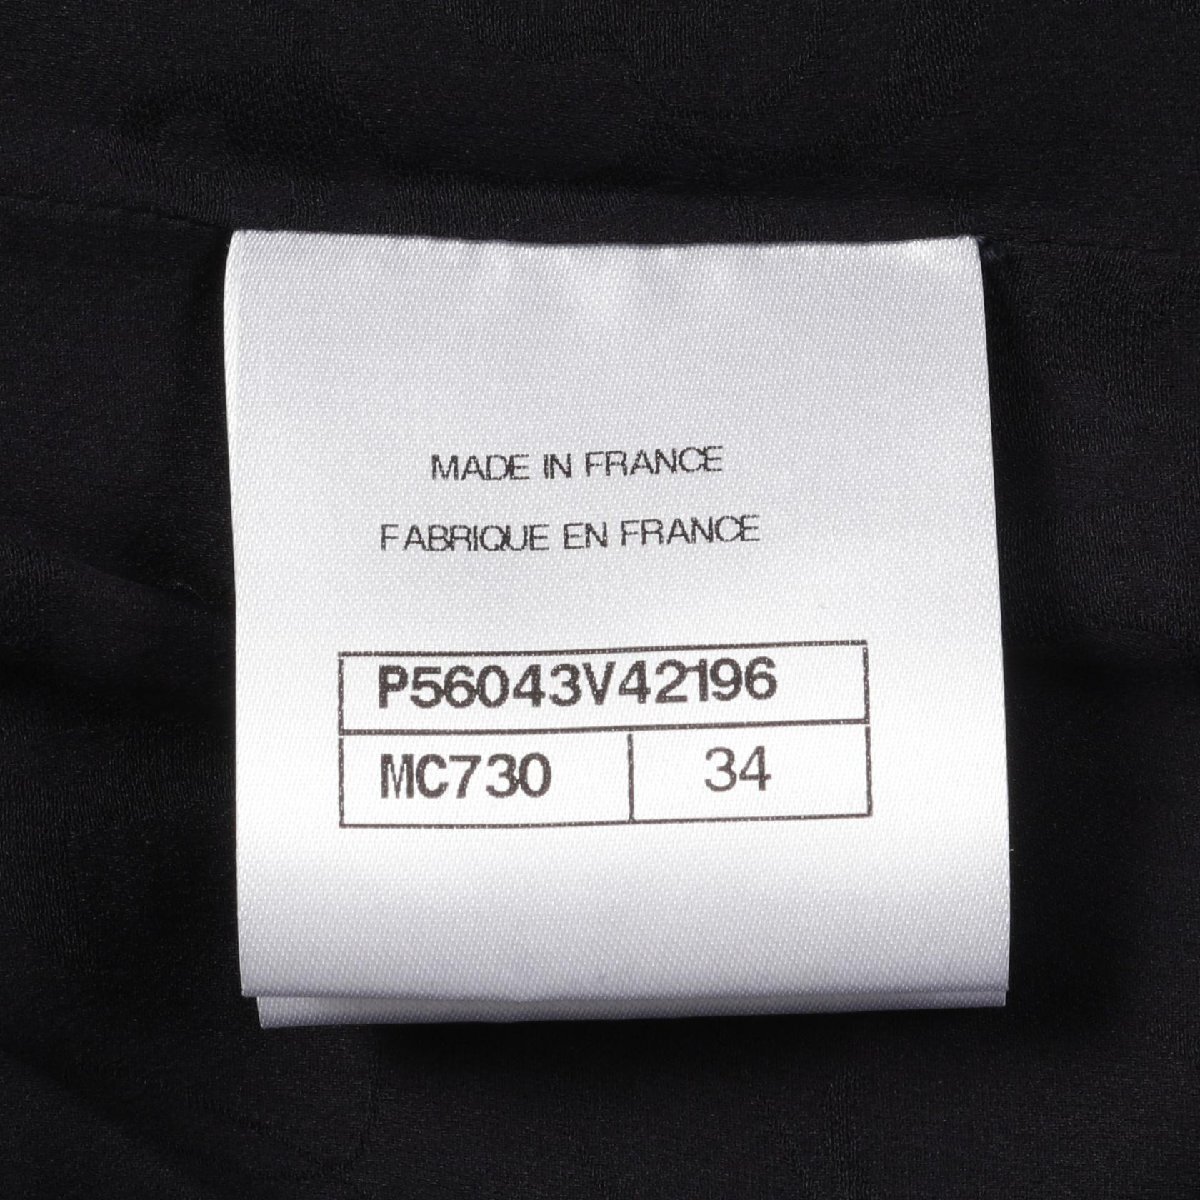 MADE IN FRANCE
FABRIQUE EN FRANCE
P56043V42196
MC730 34